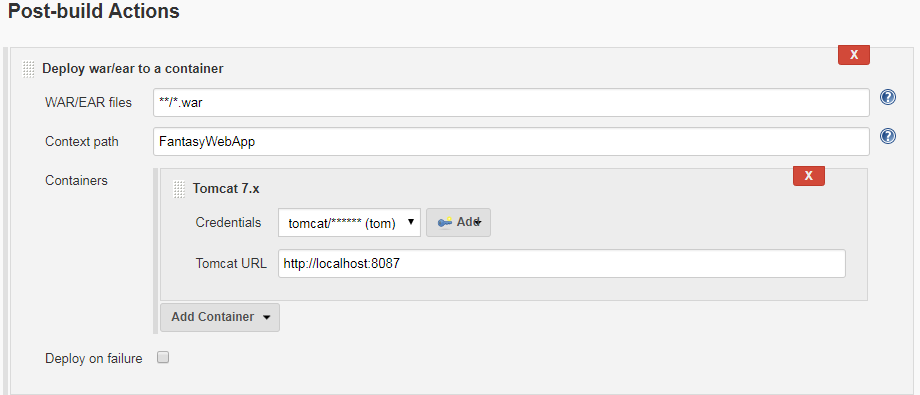 Post-build Actions
X
Deploy war/ear to a container
WAR/EAR files **/*.war ?
Context path FantasyWebApp ?
Containers
X
Tomcat 7.x
Credentials tomcat/****** (tom) Add
Tomcat URL http://localhost:8087
Add Container
Deploy on failure